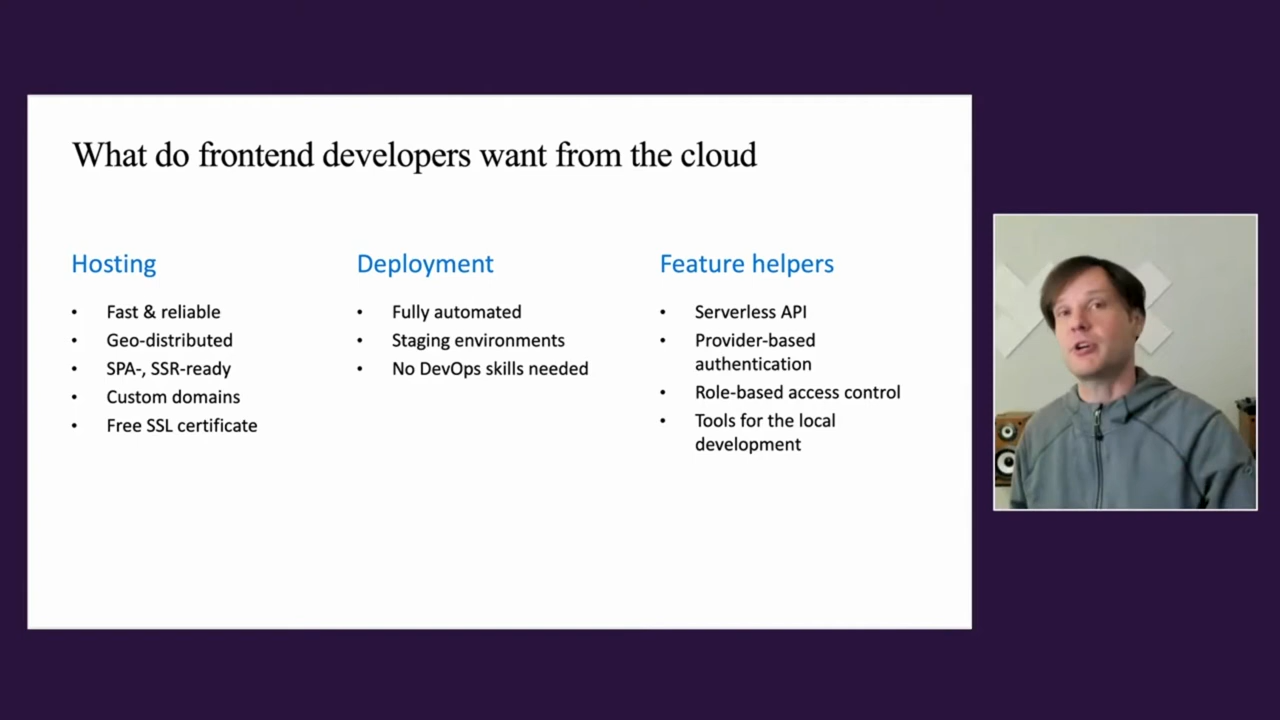 What do frontend developers want from the cloud
Hosting
• Fast & reliable
• Geo-distributed
• SPA-, SSR-ready
• Custom domains
• Free SSL certificate
Deployment
• Fully automated
• Staging environments
• No DevOps skills needed
Feature helpers
• Serverless API
• Provider-based
authentication
• Role-based access control
• Tools for the local
development